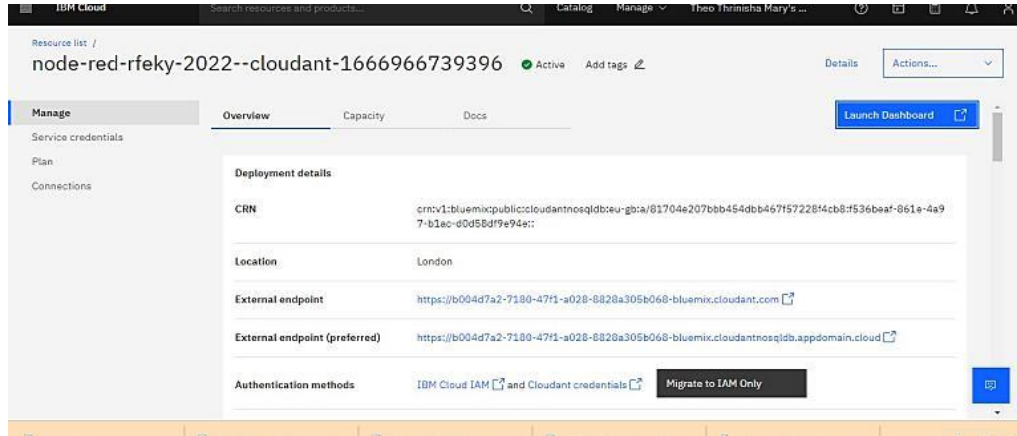 IBM Cloud
Search resources and products...
Catalog
Manage
Theo Thrinisha Mary's ...
Resource list /
node-red-rfeky-2022--cloudant-1666966739396
Active
Add tags
Details
Actions...
Manage
Service credentials
Plan
Connections
Overview
Capacity
Docs
Launch Dashboard
Deployment details
CRN
crn:v1:bluemix:public:cloudantnosqldb:eu-gb:a/81704e207bbb454dbb467f57228f4cb8:f536beaf-861e-4a9
7-b1ac-d0d58df9e94e::
Location
London
External endpoint
https://b004d7a2-7180-47f1-a028-8828a305b068-bluemix.cloudant.com
External endpoint (preferred)
https://b004d7a2-7180-47f1-a028-8828a305b068-bluemix.cloudantnosqldb.appdomain.cloud
Authentication methods
IBM Cloud IAM and Cloudant credentials
Migrate to IAM Only